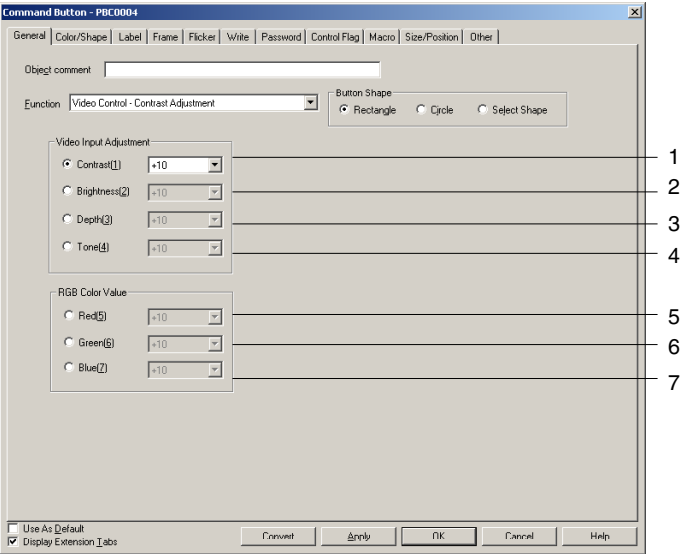 Command Button - PBC0004
General Color/Shape Label Frame Flicker Write Password Control Flag Macro Size/Position Other
Object comment
Function Video Control - Contrast Adjustment
Button Shape
Rectangle Circle Select Shape
Video Input Adjustment
Contrast(1) +10 1
Brightness(2) +10 2
Depth(3) +10 3
Tone(4) +10 4
RGB Color Value
Red(5) +10 5
Green(6) +10 6
Blue(7) +10 7
Use As Default
Display Extension Tabs
Convert Apply OK Cancel Help